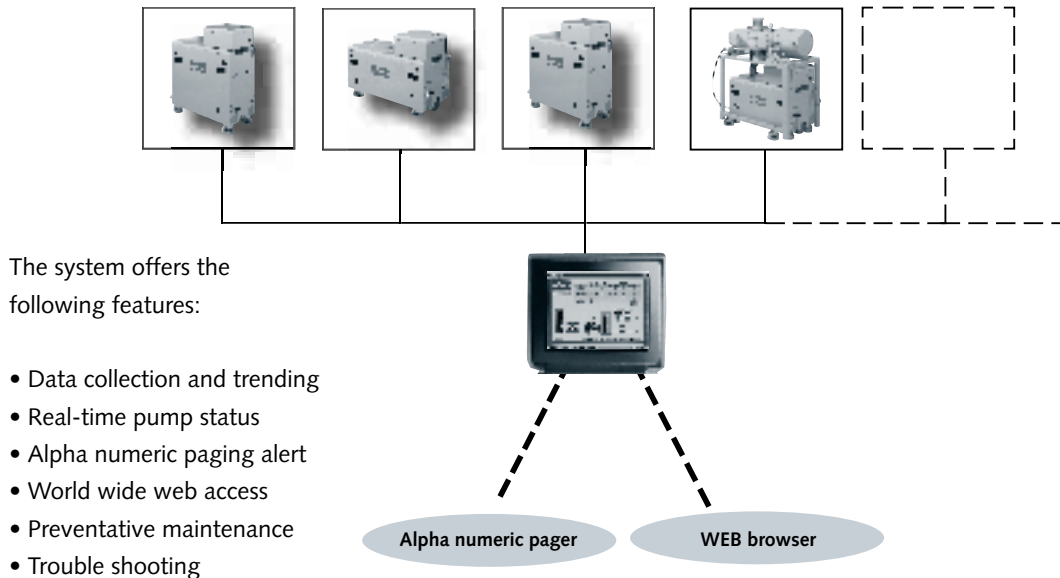 The system offers the
following features:
• Data collection and trending
• Real-time pump status
• Alpha numeric paging alert
• World wide web access
• Preventative maintenance
• Trouble shooting
Alpha numeric pager
WEB browser